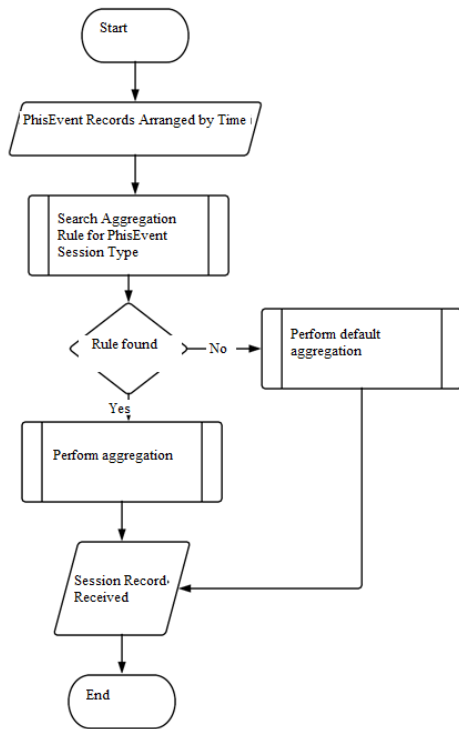 Start
PhisEvent Records Arranged by Time
Search Aggregation
Rule for PhisEvent
Session Type
Rule found
No
Perform default
aggregation
Yes
Perform aggregation
Session Record
Received
End